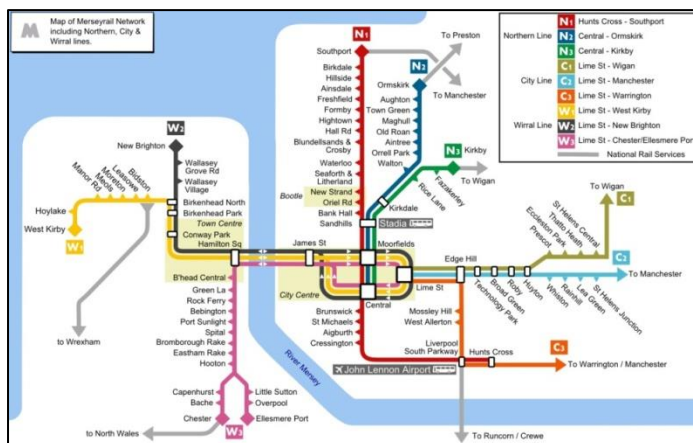 Map of Merseyrail Network
including Northern, City &
Wirral lines.
N1
Hunts Cross - Southport
Northern Line
N2
Central - Ormskirk
N3
Central - Kirkby
C1
Lime St - Wigan
City Line
C2
Lime St - Manchester
C3
Lime St - Warrington
W1
Lime St - West Kirby
Wirral Line
W2
Lime St - New Brighton
W3
Lime St - Chester/Ellesmere Port
National Rail Services
N1
Southport
Birkdale
Hillside
Ainsdale
Freshfield
Formby
Hightown
Hall Rd
Blundellsands &
Crosby
Waterloo
Seaforth &
Litherland
Bootle
New Strand
Oriel Rd
Bank Hall
Sandhills
To Manchester
To Preston
N2
Ormskirk
Aughton
Town Green
Maghull
Old Roan
Aintree
Orrell Park
Walton
N3
Kirkby
To Wigan
Fazakerley
Rice Lane
Kirkdale
Stadia
W2
New Brighton
Wallasey
Grove Rd
Wallasey
Village
Birkenhead North
Birkenhead Park
Town Centre
Conway Park
Hamilton Sq
Bidston
Leasowe
Moreton
Meols
Manor Rd
Hoylake
West Kirby
W1
to Wrexham
James St
Moorfields
Lime St
Central
City Centre
B'head Central
Green La
Rock Ferry
Bebington
Port Sunlight
Spital
Bromborough Rake
Eastham Rake
Hooton
Capenhurst
Bache
Chester
Little Sutton
Overpool
Ellesmere Port
W3
to North Wales
River Mersey
Brunswick
St Michaels
Aigburth
Cressington
John Lennon Airport
Liverpool
South Parkway
Hunts Cross
Mossley Hill
West Allerton
Edge Hill
Technology Park
Broad Green
Roby
Huyton
Prescot
Eccleston Park
Thatto Heath
St Helens Central
To Wigan
C1
Whiston
Rainhill
Lea Green
St Helens Junction
C2
To Manchester
C3
To Warrington / Manchester
To Runcorn / Crewe